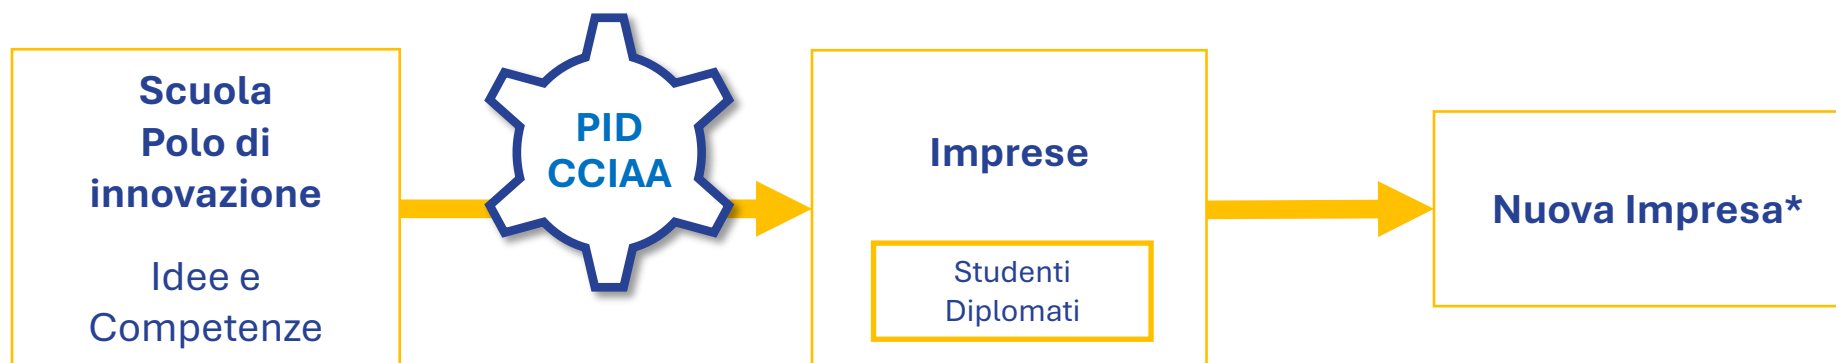 Scuola
Polo di
innovazione
Idee e
Competenze
PID
CCIAA
Imprese
Studenti
Diplomati
Nuova Impresa*